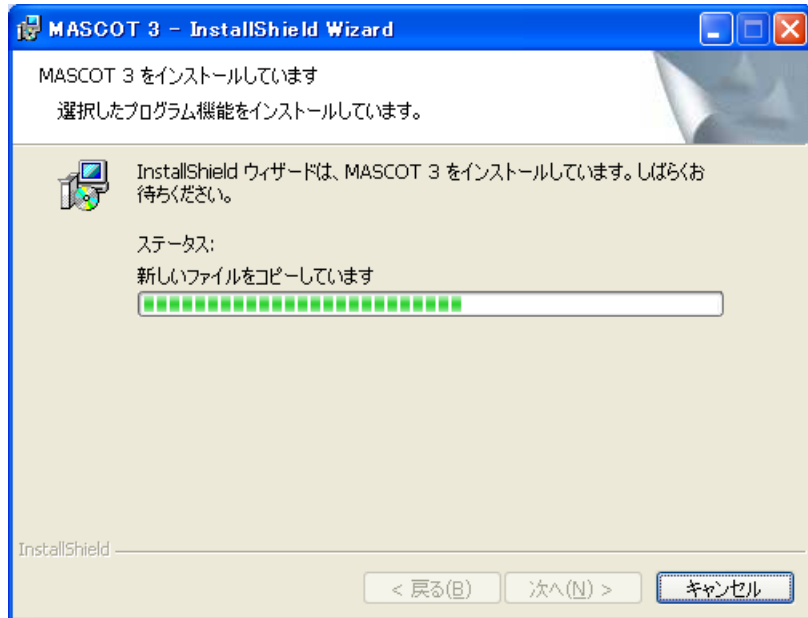 MASCOT 3 - InstallShield Wizard
MASCOT 3 をインストールしています
選択したプログラム機能をインストールしています。
InstallShield ウィザードは、MASCOT 3 をインストールしています。しばらくお
待ちください。
ステータス:
新しいファイルをコピーしています
InstallShield
< 戻る(B) 次へ(N) > キャンセル